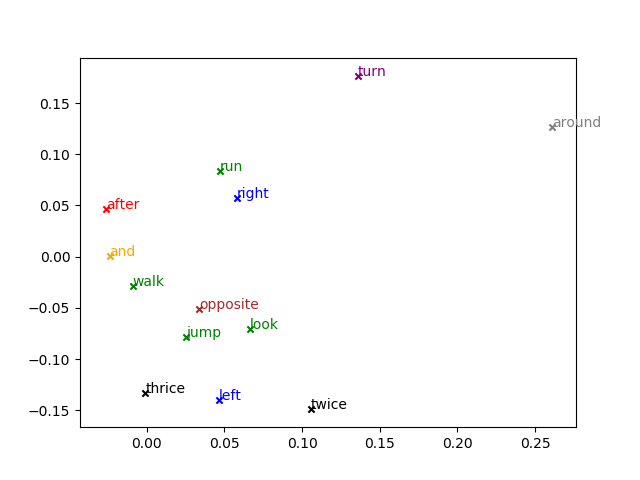 turn
around
run
right
after
and
walk
opposite
look
jump
thrice
left
twice
0.15
0.10
0.05
0.00
−0.05
−0.10
−0.15
0.00 0.05 0.10 0.15 0.20 0.25